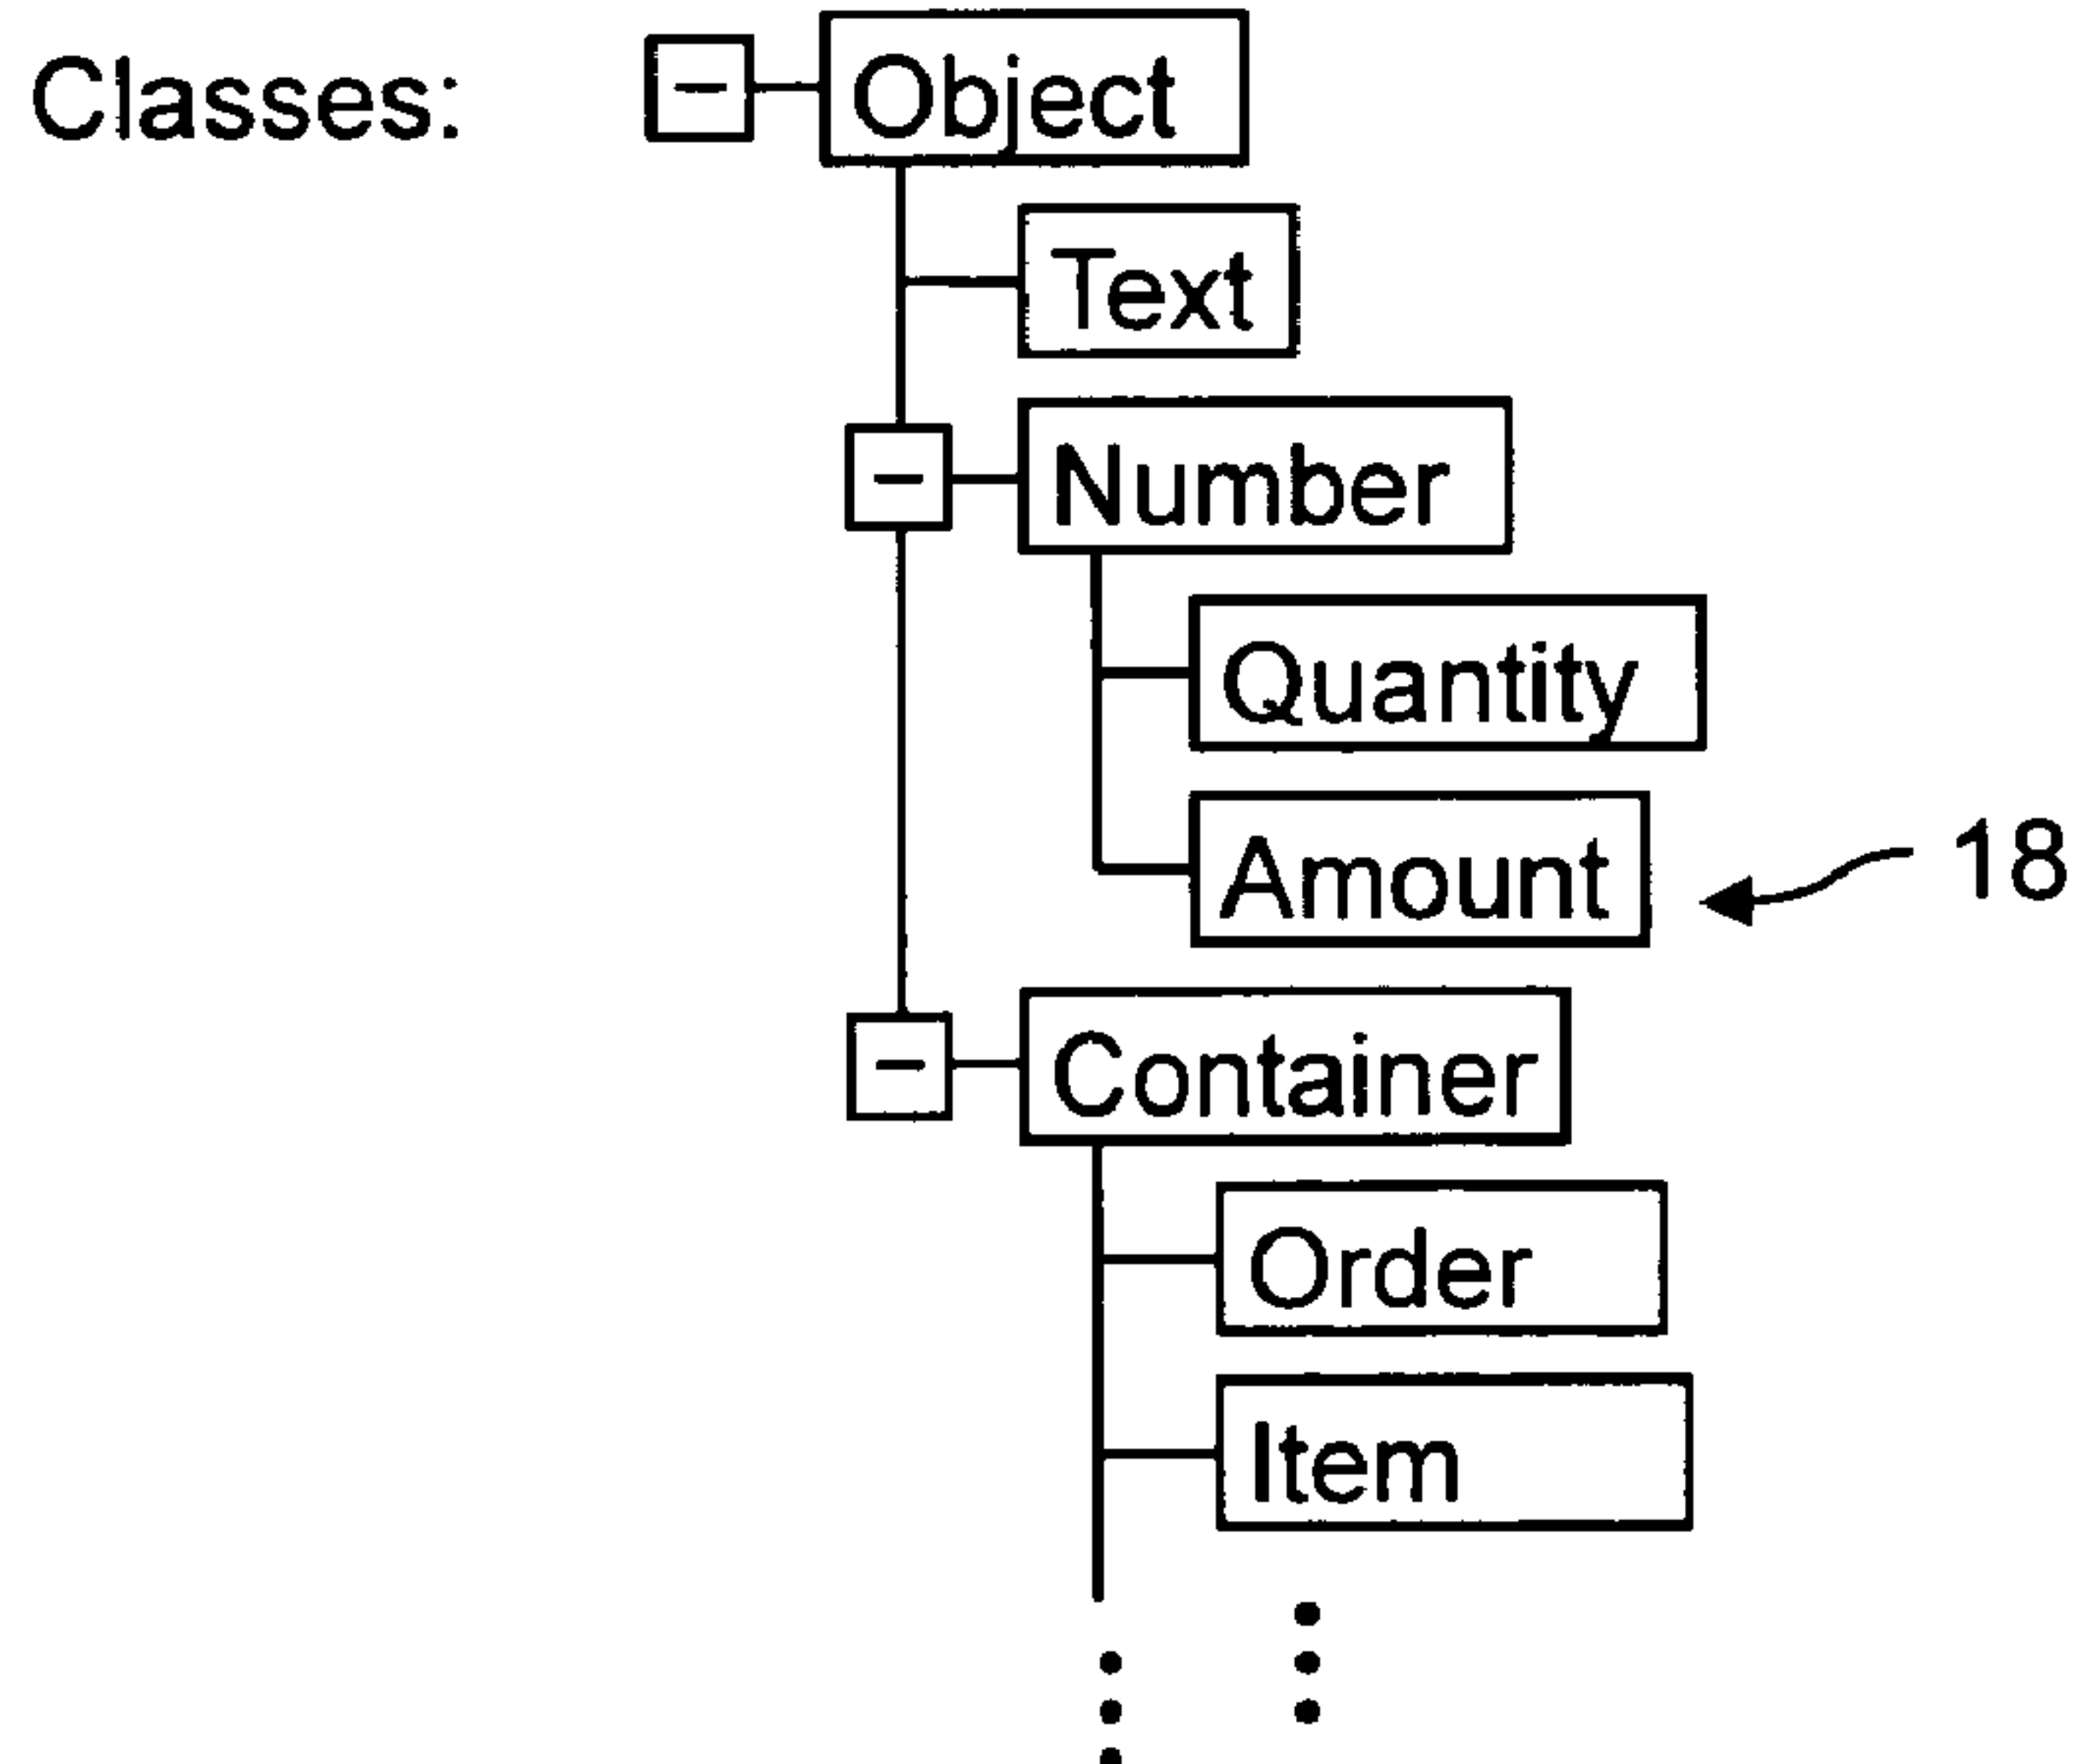 Classes:
Object
Text
Number
Quantity
Amount
18
Container
Order
Item